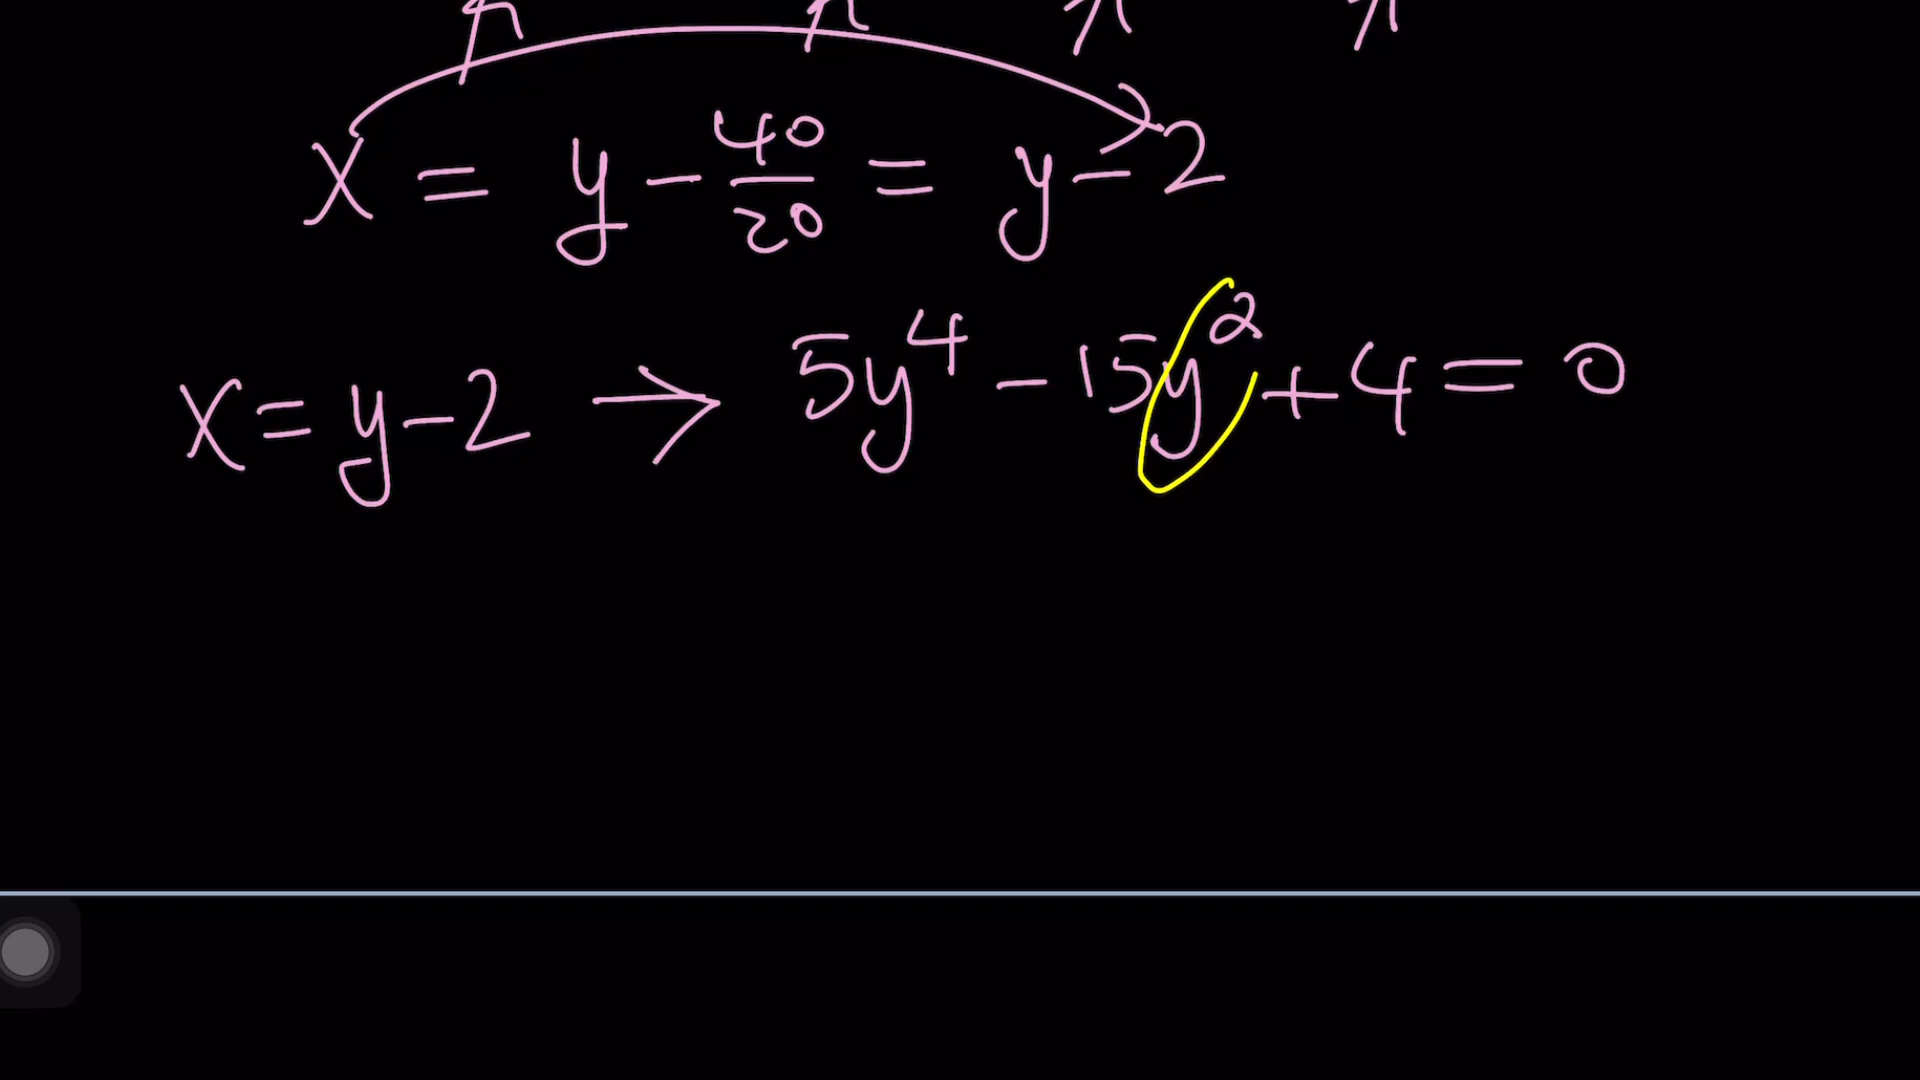 x = y - 40/20 = y - 2
x = y - 2 → 5y⁴ - 15y² + 4 = 0